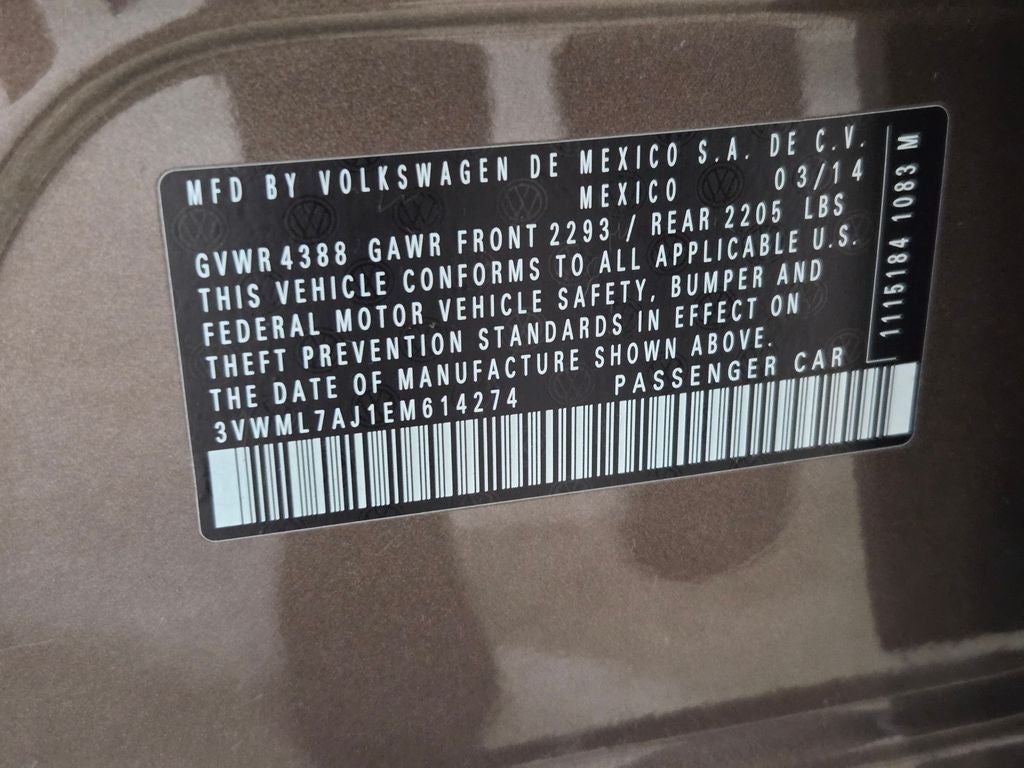 MFD BY VOLKSWAGEN DE MEXICO S.A. DE C.V.
MEXICO 03/14
GVWR 4388 GAWR FRONT 2293 / REAR 2205 LBS
THIS VEHICLE CONFORMS TO ALL APPLICABLE U.S.
FEDERAL MOTOR VEHICLE SAFETY, BUMPER AND
THEFT PREVENTION STANDARDS IN EFFECT ON
THE DATE OF MANUFACTURE SHOWN ABOVE.
3VWML7AJ1EM614274 PASSENGER CAR
1115184 1083 M